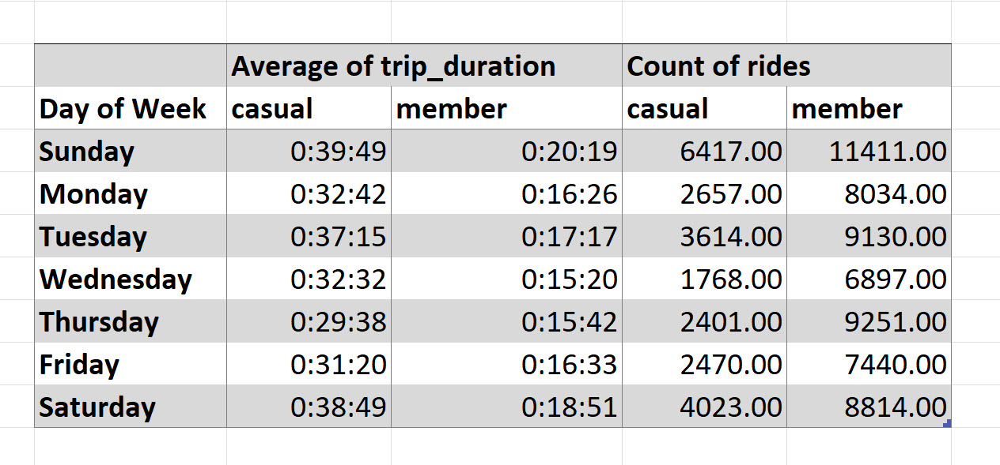 Average of trip_duration Count of rides
Day of Week casual member casual member
Sunday 0:39:49 0:20:19 6417.00 11411.00
Monday 0:32:42 0:16:26 2657.00 8034.00
Tuesday 0:37:15 0:17:17 3614.00 9130.00
Wednesday 0:32:32 0:15:20 1768.00 6897.00
Thursday 0:29:38 0:15:42 2401.00 9251.00
Friday 0:31:20 0:16:33 2470.00 7440.00
Saturday 0:38:49 0:18:51 4023.00 8814.00